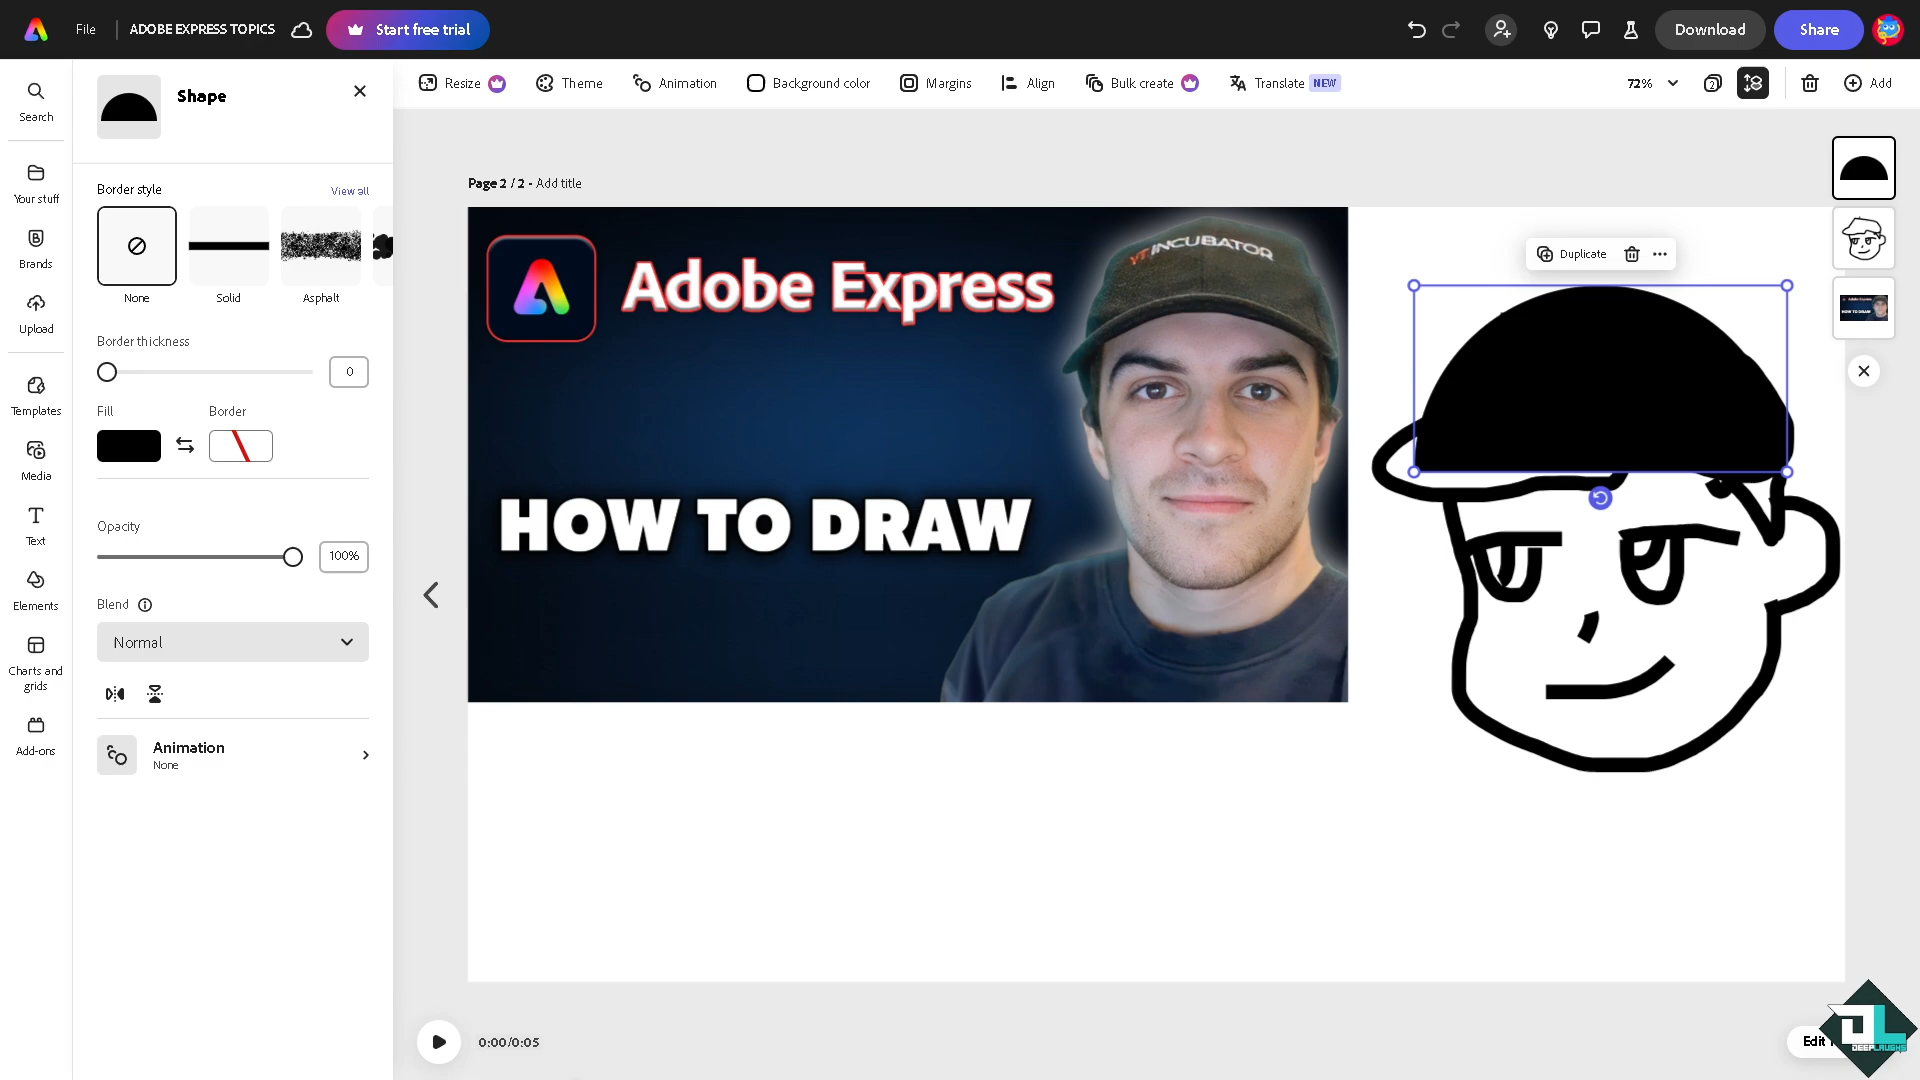 File
ADOBE EXPRESS TOPICS
Start free trial
Download
Share
Search
Your stuff
Brands
Upload
Templates
Media
Text
Elements
Charts and
grids
Add-ons
Shape
Border style
View all
None
Solid
Asphalt
Border thickness
0
Fill
Border
Opacity
100%
Blend
Normal
Animation
None
Resize
Theme
Animation
Background color
Margins
Align
Bulk create
Translate NEW
72%
2
Add
Page 2 / 2 - Add title
Adobe Express
YT INCUBATOR
HOW TO DRAW
Duplicate
0:00/0:05
Edit
DEEPLAUGHS